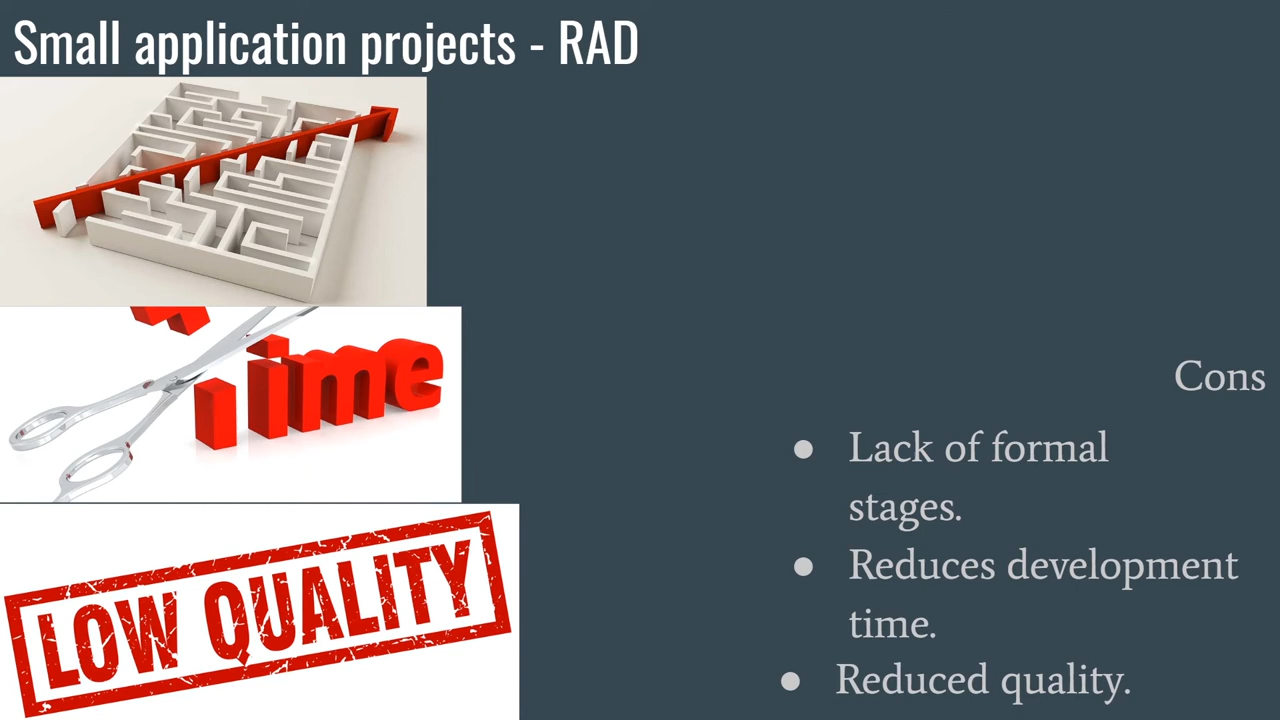 Small application projects - RAD
Time
LOW QUALITY
Cons
● Lack of formal
stages.
● Reduces development
time.
● Reduced quality.